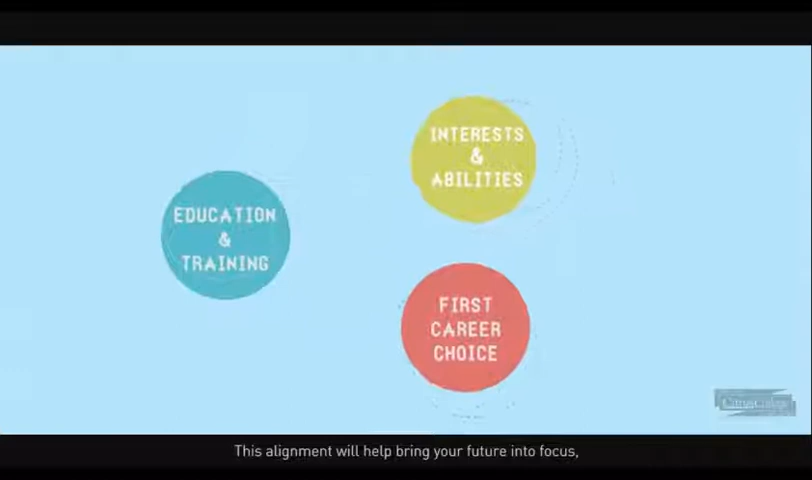 INTERESTS
&
ABILITIES
EDUCATION
&
TRAINING
FIRST
CAREER
CHOICE
This alignment will help bring your future into focus,